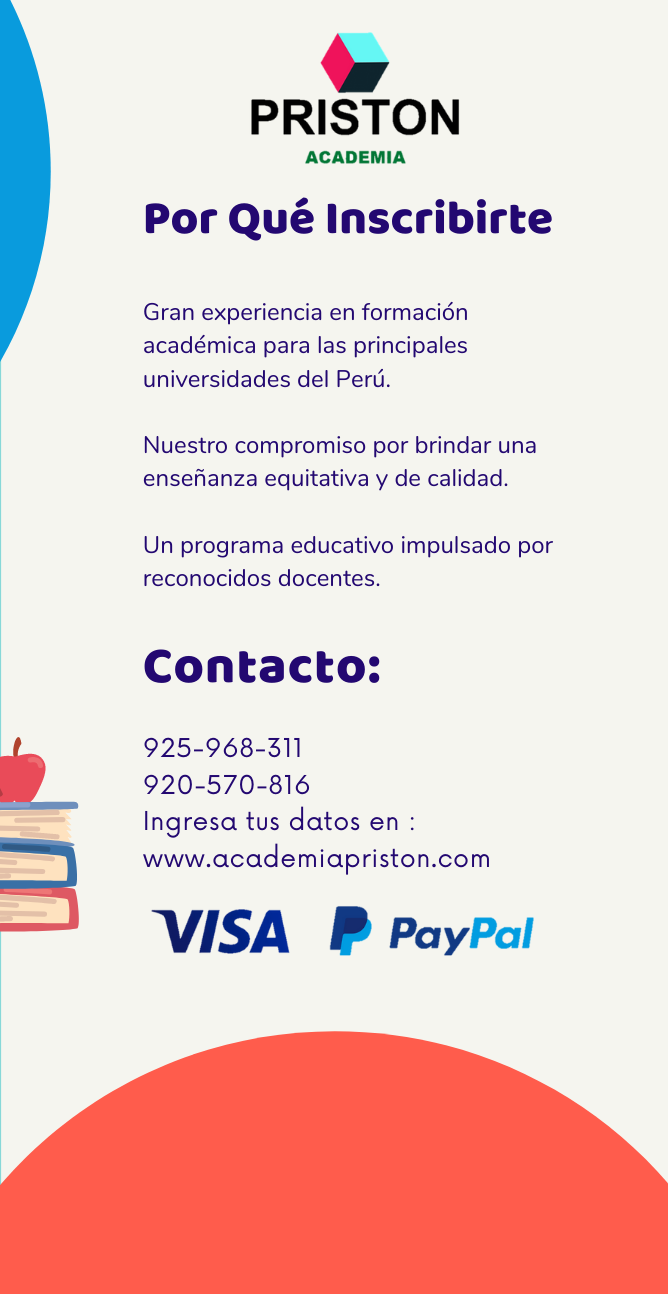 PRISTON
ACADEMIA
Por Qué Inscribirte
Gran experiencia en formación
académica para las principales
universidades del Perú.
Nuestro compromiso por brindar una
enseñanza equitativa y de calidad.
Un programa educativo impulsado por
reconocidos docentes.
Contacto:
925-968-311
920-570-816
Ingresa tus datos en :
www.academiapriston.com
VISA PayPal